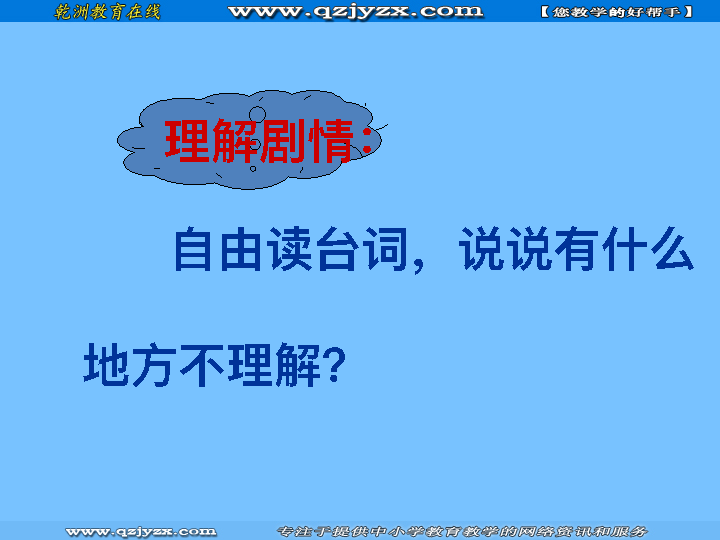 乾洲教育在线 www.qzjyzx.com 【您教学的好帮手】
理解剧情：
自由读台词，说说有什么
地方不理解?
www.qzjyzx.com 专注于提供中小学教育教学的网络资讯和服务